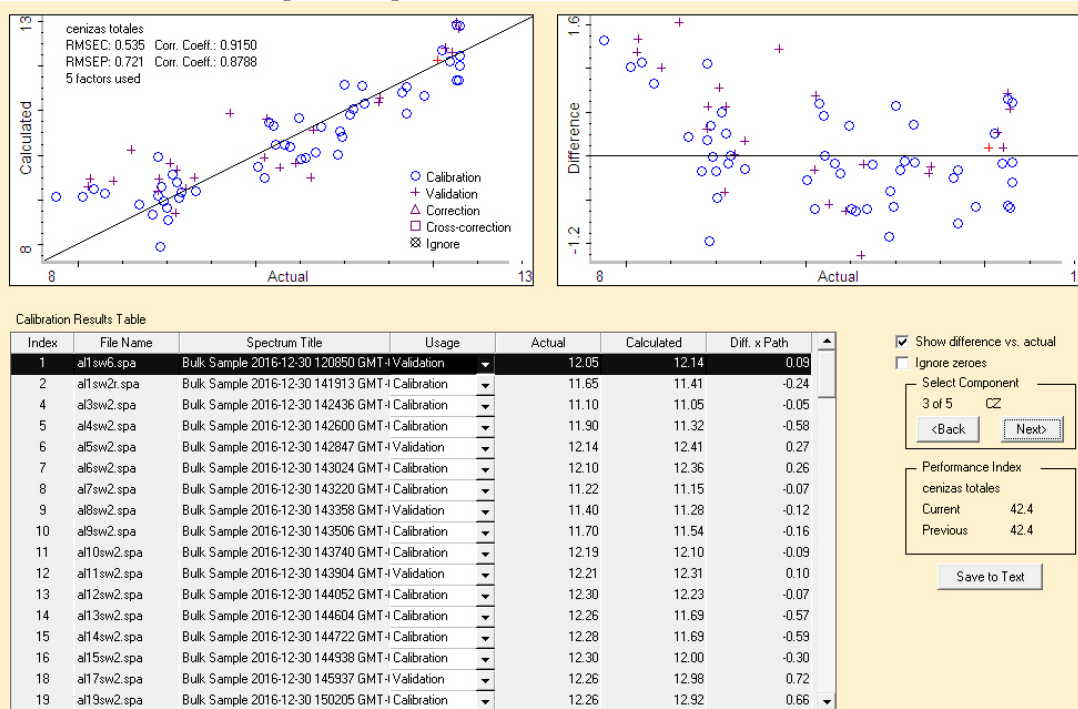 13
cenizas totales
RMSEC: 0.535 Corr. Coeff.: 0.9150
RMSEP: 0.721 Corr. Coeff.: 0.8788
5 factors used
Calculated
Calibration
Validation
Correction
Cross-correction
Ignore
8
8 Actual 13
1.6
Difference
-1.2
8 Actual 1
Calibration Results Table
Index File Name Spectrum Title Usage Actual Calculated Diff. x Path
1 al1sw6.spa Bulk Sample 2016-12-30 120850 GMT-( Validation 12.05 12.14 0.09
2 al1sw2r.spa Bulk Sample 2016-12-30 141913 GMT-( Calibration 11.65 11.41 -0.24
4 al3sw2.spa Bulk Sample 2016-12-30 142436 GMT-( Calibration 11.10 11.05 -0.05
5 al4sw2.spa Bulk Sample 2016-12-30 142600 GMT-( Calibration 11.90 11.32 -0.58
6 al5sw2.spa Bulk Sample 2016-12-30 142847 GMT-( Validation 12.14 12.41 0.27
7 al6sw2.spa Bulk Sample 2016-12-30 143024 GMT-( Calibration 12.10 12.36 0.26
8 al7sw2.spa Bulk Sample 2016-12-30 143220 GMT-( Calibration 11.22 11.15 -0.07
9 al8sw2.spa Bulk Sample 2016-12-30 143358 GMT-( Validation 11.40 11.28 -0.12
10 al9sw2.spa Bulk Sample 2016-12-30 143506 GMT-( Calibration 11.70 11.54 -0.16
11 al10sw2.spa Bulk Sample 2016-12-30 143740 GMT-( Calibration 12.19 12.10 -0.09
12 al11sw2.spa Bulk Sample 2016-12-30 143904 GMT-( Validation 12.21 12.31 0.10
13 al12sw2.spa Bulk Sample 2016-12-30 144052 GMT-( Calibration 12.30 12.23 -0.07
14 al13sw2.spa Bulk Sample 2016-12-30 144604 GMT-( Calibration 12.26 11.69 -0.57
15 al14sw2.spa Bulk Sample 2016-12-30 144722 GMT-( Calibration 12.28 11.69 -0.59
16 al15sw2.spa Bulk Sample 2016-12-30 144938 GMT-( Calibration 12.30 12.00 -0.30
18 al17sw2.spa Bulk Sample 2016-12-30 145937 GMT-( Validation 12.26 12.98 0.72
19 al19sw2.spa Bulk Sample 2016-12-30 150205 GMT-( Calibration 12.26 12.92 0.66
Show difference vs. actual
Ignore zeroes
Select Component
3 of 5 CZ
<Back Next>
Performance Index
cenizas totales
Current 42.4
Previous 42.4
Save to Text